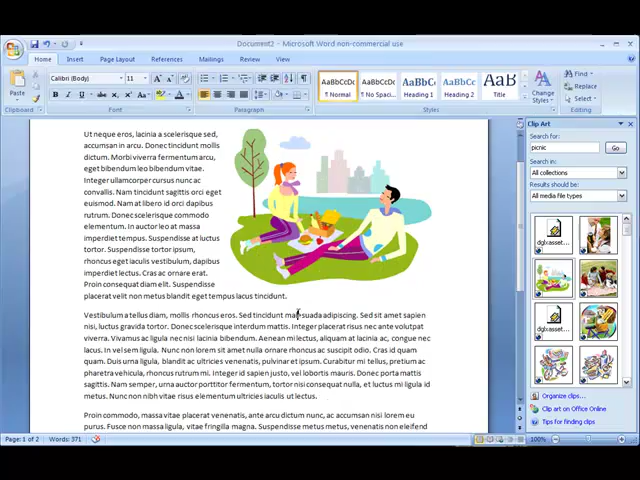 Document2 - Microsoft Word non-commercial use
Home Insert Page Layout References Mailings Review View
Calibri (Body) 11
Paste
AaBbCcDc AaBbCcDc AaBbC AaBbCc AaB
¶ Normal ¶ No Spaci... Heading 1 Heading 2 Title
Change Styles
Find
Replace
Select
Clipboard Font Paragraph Styles Editing
Ut neque eros, lacinia a scelerisque sed,
accumsan in arcu. Donec tincidunt mollis
dictum. Morbi viverra fermentum arcu,
eget bibendum leo bibendum vitae.
Integer ullamcorper cursus nunc ac
convallis. Nam tincidunt sagittis orci eget
euismod. Nam at libero orci dapibus
rutrum. Donec scelerisque commodo
elementum. In auctor leo at massa
imperdiet tempus. Suspendisse at luctus
tortor. Suspendisse tortor ipsum,
rhoncus eget iaculis vestibulum, dapibus
imperdiet lectus. Cras ac ornare erat.
Proin consequat diam elit. Suspendisse
placerat velit non metus blandit eget tempus lacus tincidunt.
Vestibulum a tellus diam, mollis rhoncus eros. Sed tincidunt malesuada adipiscing. Sed sit amet sapien
nisi, luctus gravida tortor. Donec scelerisque interdum mattis. Integer placerat risus nec ante volutpat
viverra. Vivamus ac ligula nec nisi lacinia bibendum. Aenean mi lectus, aliquam at lacinia ac, congue nec
lacus. In vel sem ligula. Nunc non lorem sit amet nulla ornare rhoncus ac suscipit odio. Cras et quam
quam. Duis blandit ac ultricies venenatis, pulvinar et ipsum. Curabitur mi tellus, pretium ac
pharetra vehicula, rhoncus rutrum mi. Integer id sapien justo, vel lobortis mauris. Donec porta mattis
sagittis. Nam semper, urna auctor porttitor fermentum, tortor nisi consequat nulla, et luctus mi ligula id
metus. Nunc non nibh vitae risus elementum ultricies iaculis ut lectus.
Proin commodo, massa vitae placerat venenatis, ante arcu dictum nunc, ac accumsan nisi lorem eu
purus. Fusce non massa ligula, vitae fringilla magna. Suspendisse metus metus, venenatis non eleifend
Clip Art
Search for:
picnic
Go
Search in:
All collections
Results should be:
All media file types
dglxasset...
dglxasset...
Organize clips...
Clip art on Office Online
Tips for finding clips
Page: 1 of 2 Words: 371
100%